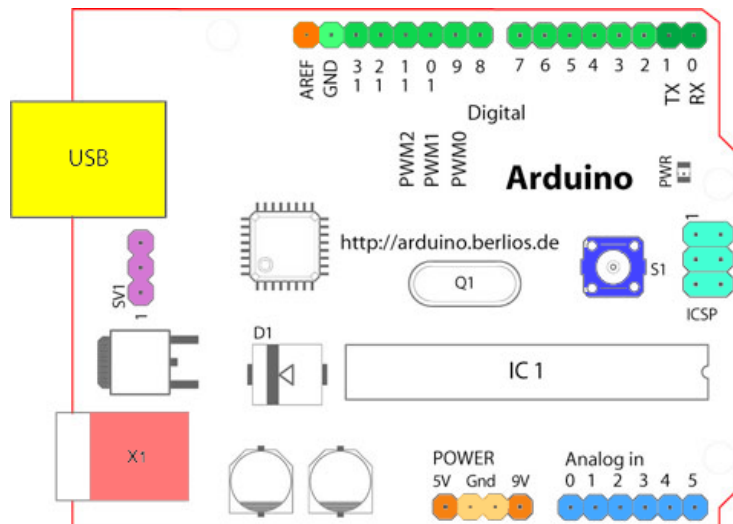 AREF GND 13 12 11 10 9 8 7 6 5 4 3 2 1 0
TX RX
Digital
PWM2 PWM1 PWM0
Arduino
PWR
USB
http://arduino.berlios.de
1
SV1
1
Q1
S1
ICSP
D1
IC 1
X1
POWER
5V Gnd 9V
Analog in
0 1 2 3 4 5